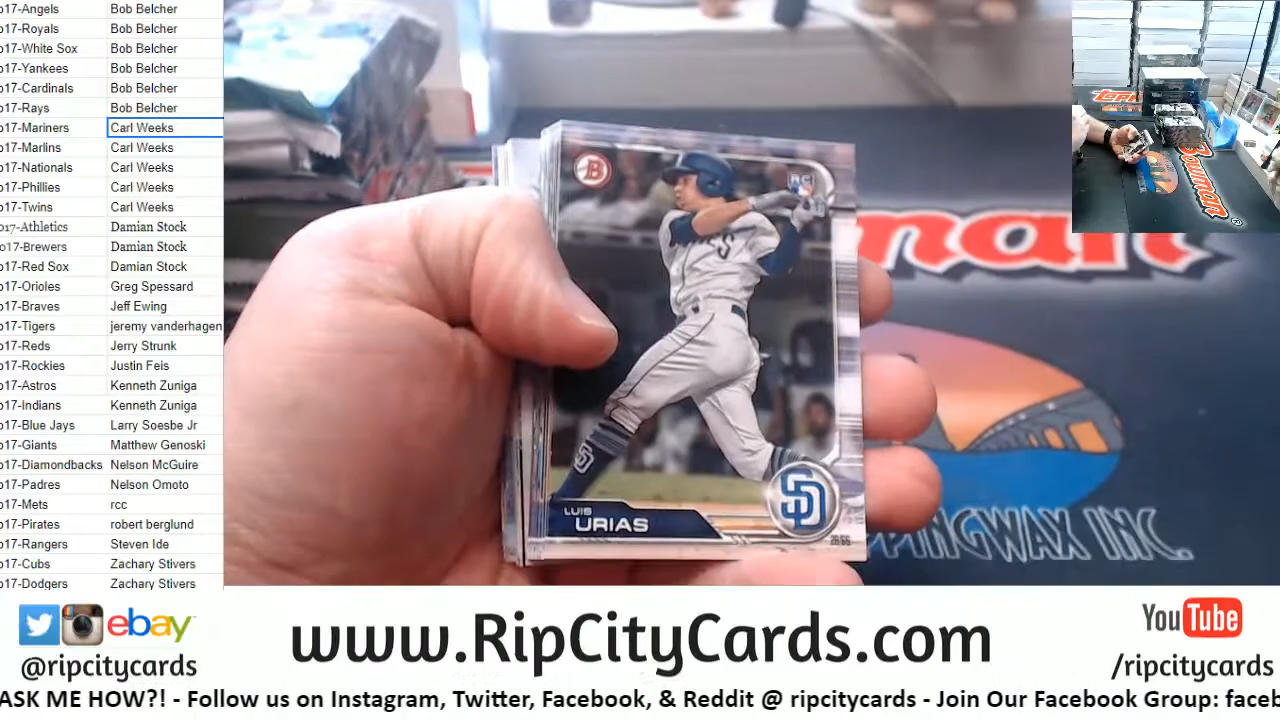 o17-Angels Bob Belcher
o17-Royals Bob Belcher
o17-White Sox Bob Belcher
o17-Yankees Bob Belcher
o17-Cardinals Bob Belcher
o17-Rays Bob Belcher
o17-Mariners Carl Weeks
o17-Marlins Carl Weeks
o17-Nationals Carl Weeks
o17-Phillies Carl Weeks
o17-Twins Carl Weeks
o17-Athletics Damian Stock
o17-Brewers Damian Stock
o17-Red Sox Damian Stock
o17-Orioles Greg Spessard
o17-Braves Jeff Ewing
o17-Tigers jeremy vanderhagen
o17-Reds Jerry Strunk
o17-Rockies Justin Feis
o17-Astros Kenneth Zuniga
o17-Indians Kenneth Zuniga
o17-Blue Jays Larry Soesbe Jr
o17-Giants Matthew Genoski
o17-Diamondbacks Nelson McGuire
o17-Padres Nelson Omoto
o17-Mets rcc
o17-Pirates robert berglund
o17-Rangers Steven Ide
o17-Cubs Zachary Stivers
o17-Dodgers Zachary Stivers
B
RC
SD
LUIS
URIAS
SD
man
PPINGWAX INC.
Topps
Bowman
ebay
@ripcitycards
www.RipCityCards.com
YouTube
/ripcitycards
ASK ME HOW?! - Follow us on Instagram, Twitter, Facebook, & Reddit @ ripcitycards - Join Our Facebook Group: faceb